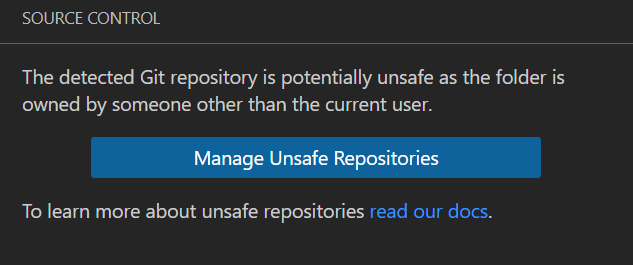 SOURCE CONTROL
The detected Git repository is potentially unsafe as the folder is
owned by someone other than the current user.
Manage Unsafe Repositories
To learn more about unsafe repositories read our docs.